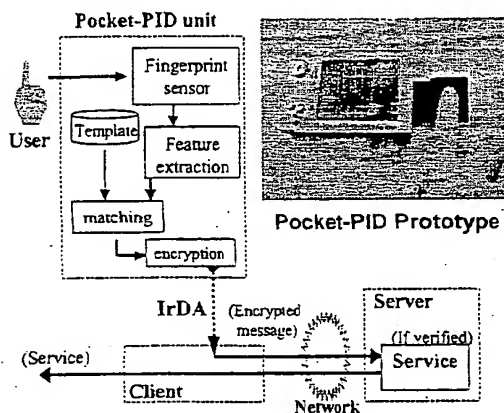 Pocket-PID unit
Fingerprint
sensor
User
Template
Feature
extraction
matching
encryption
Pocket-PID Prototype
IrDA
(Encrypted
message)
Server
(If verified)
Service
(Service)
Client
Network